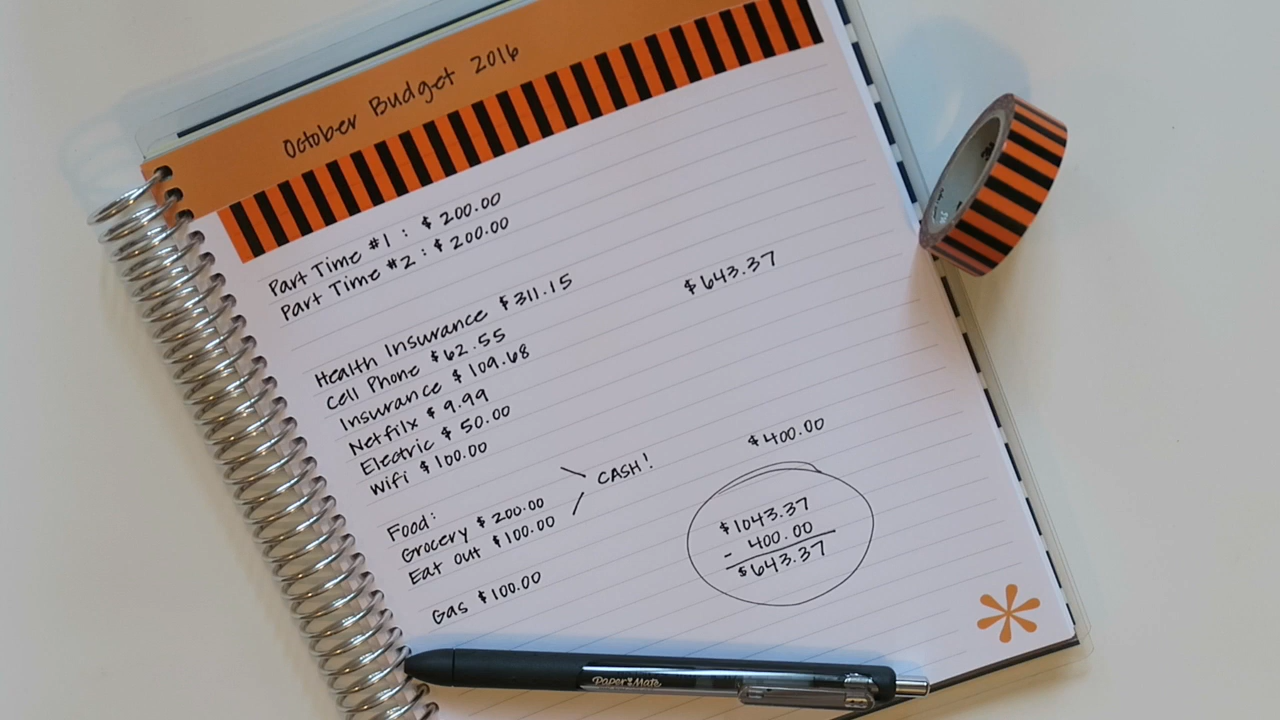 October Budget 2016
Part Time #1 : $ 200.00
Part Time #2 : $ 200.00
Health Insurance $ 311.15
$ 643.37
Cell Phone $ 62.55
Insurance $ 109.68
Netfilx $ 9.99
Electric $ 50.00
Wifi $ 100.00
$ 400.00
Food:
CASH!
Grocery $ 200.00
Eat out $ 100.00
$ 1043.37
- 400.00
$ 643.37
Gas $ 100.00
Paper Mate